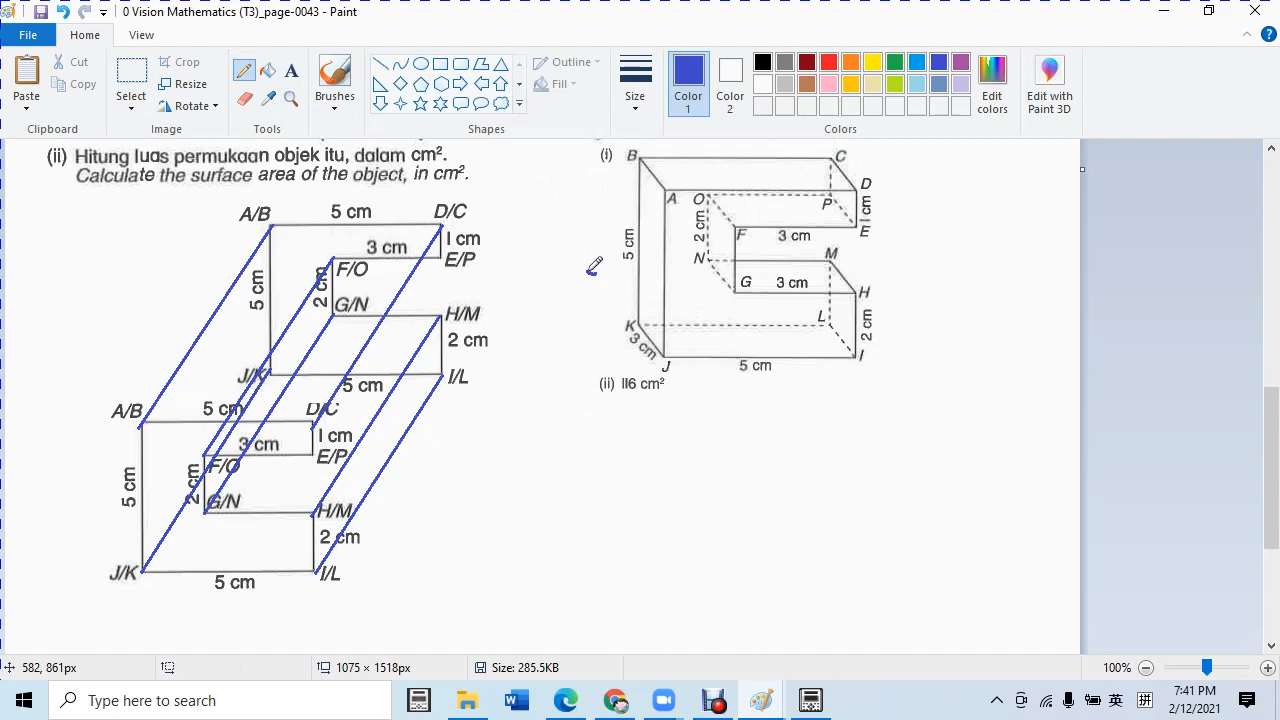 0 Vision Mathematics (T3)_page-0043 - Paint
File
Home
View
Paste
Cut
Copy
Clipboard
Select
Crop
Resize
Rotate
Image
A
Tools
Brushes
Outline
Fill
Shapes
Size
Color 1
Color 2
Edit colors
Edit with Paint 3D
Colors
(ii) Hitung luas permukaan objek itu, dalam cm².
Calculate the surface area of the object, in cm².
A/B 5 cm D/C
1 cm
3 cm
E/P
F/O
5 cm
2 cm
G/N
H/M
2 cm
J/K
5 cm
I/L
A/B
5 cm
D/C
1 cm
3 cm
E/P
F/O
5 cm
2 cm
G/N
H/M
2 cm
J/K
5 cm
I/L
(i)
B
C
D
A
O
P
1 cm
E
F
3 cm
2 cm
5 cm
N
M
G
3 cm
H
K
L
2 cm
3 cm
J
5 cm
I
(ii) 116 cm²
582, 861px
1075 × 1518px
Size: 285.5KB
100%
Type here to search
英
拼
7:41 PM
2/12/2021